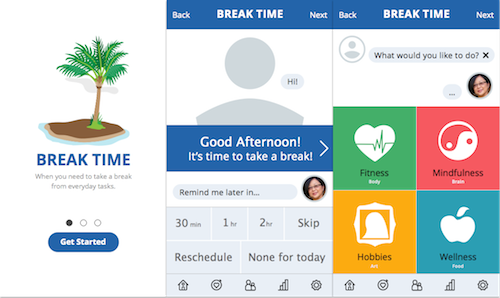 BREAK TIME
When you need to take a break
from everyday tasks.
Get Started
Back BREAK TIME Next
Hi!
Good Afternoon!
It's time to take a break!
Remind me later in...
30 min 1 hr 2 hr Skip
Reschedule None for today
Back BREAK TIME Next
What would you like to do? ✕
...
Fitness
Body
Mindfulness
Brain
Hobbies
Art
Wellness
Food